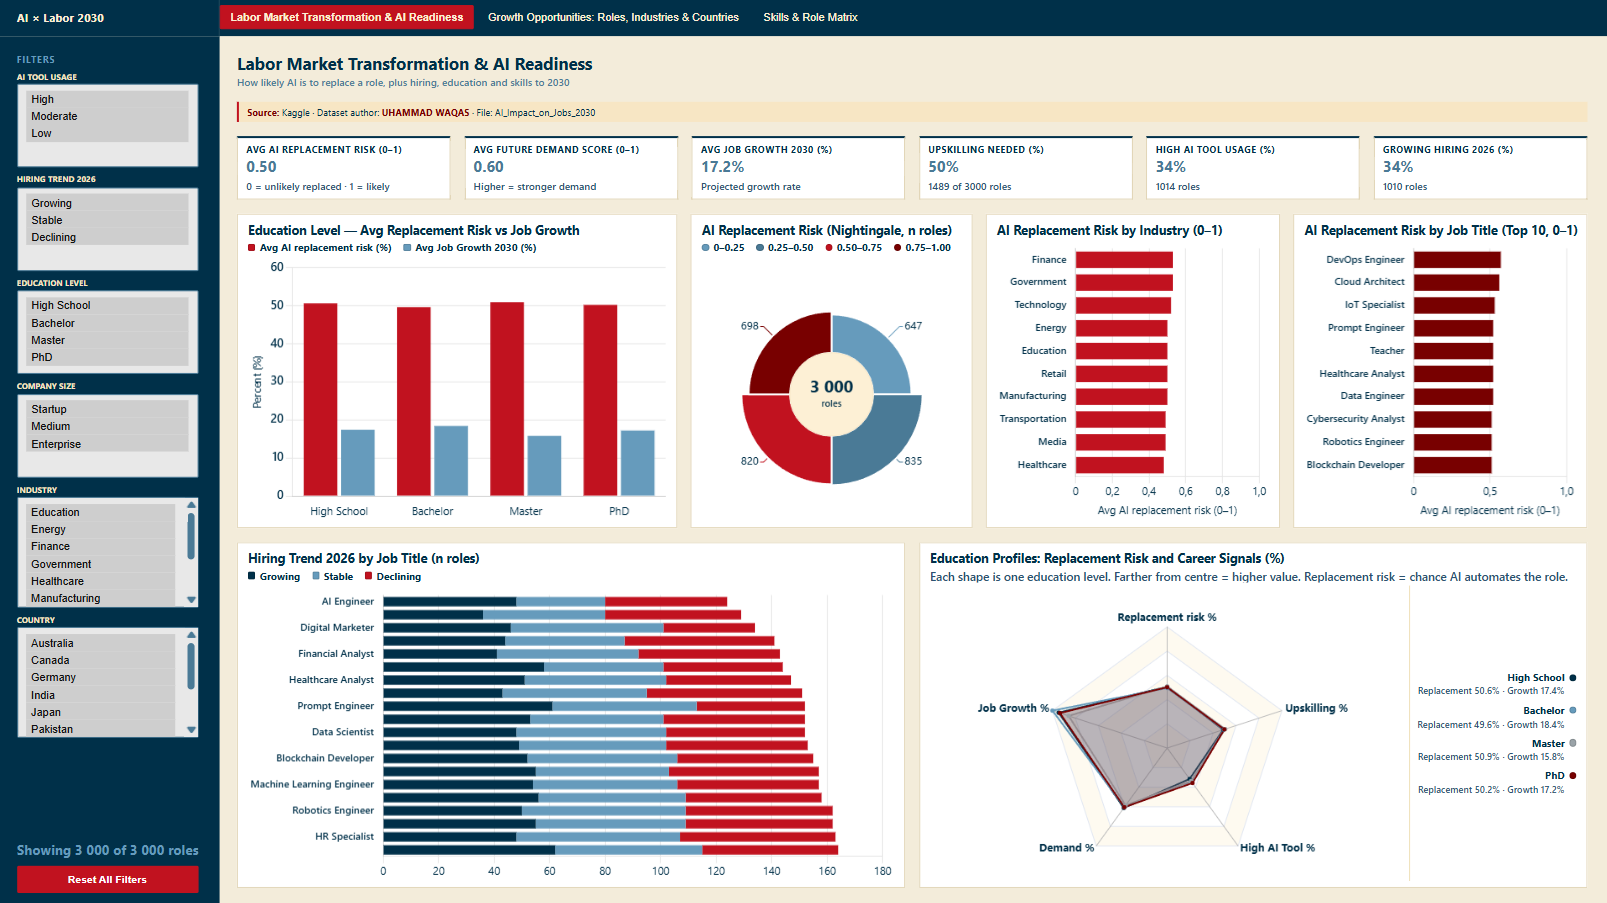 AI × Labor 2030
Labor Market Transformation & AI Readiness
Growth Opportunities: Roles, Industries & Countries
Skills & Role Matrix
FILTERS
AI TOOL USAGE
High
Moderate
Low
HIRING TREND 2026
Growing
Stable
Declining
EDUCATION LEVEL
High School
Bachelor
Master
PhD
COMPANY SIZE
Startup
Medium
Enterprise
INDUSTRY
Education
Energy
Finance
Government
Healthcare
Manufacturing
COUNTRY
Australia
Canada
Germany
India
Japan
Pakistan
Showing 3 000 of 3 000 roles
Reset All Filters
Labor Market Transformation & AI Readiness
How likely AI is to replace a role, plus hiring, education and skills to 2030
Source: Kaggle · Dataset author: UHAMMAD WAQAS · File: AI_Impact_on_Jobs_2030
AVG AI REPLACEMENT RISK (0–1)
0.50
0 = unlikely replaced · 1 = likely
AVG FUTURE DEMAND SCORE (0–1)
0.60
Higher = stronger demand
AVG JOB GROWTH 2030 (%)
17.2%
Projected growth rate
UPSKILLING NEEDED (%)
50%
1489 of 3000 roles
HIGH AI TOOL USAGE (%)
34%
1014 roles
GROWING HIRING 2026 (%)
34%
1010 roles
Education Level — Avg Replacement Risk vs Job Growth
Avg AI replacement risk (%)
Avg Job Growth 2030 (%)
60
50
40
30
20
10
0
Percent (%)
High School
Bachelor
Master
PhD
AI Replacement Risk (Nightingale, n roles)
0–0.25
0.25–0.50
0.50–0.75
0.75–1.00
698
647
3 000
roles
820
835
AI Replacement Risk by Industry (0–1)
Finance
Government
Technology
Energy
Education
Retail
Manufacturing
Transportation
Media
Healthcare
0
0,2
0,4
0,6
0,8
1,0
Avg AI replacement risk (0–1)
AI Replacement Risk by Job Title (Top 10, 0–1)
DevOps Engineer
Cloud Architect
IoT Specialist
Prompt Engineer
Teacher
Healthcare Analyst
Data Engineer
Cybersecurity Analyst
Robotics Engineer
Blockchain Developer
0
0,5
1,0
Avg AI replacement risk (0–1)
Hiring Trend 2026 by Job Title (n roles)
Growing
Stable
Declining
AI Engineer
Digital Marketer
Financial Analyst
Healthcare Analyst
Prompt Engineer
Data Scientist
Blockchain Developer
Machine Learning Engineer
Robotics Engineer
HR Specialist
0
20
40
60
80
100
120
140
160
180
Education Profiles: Replacement Risk and Career Signals (%)
Each shape is one education level. Farther from centre = higher value. Replacement risk = chance AI automates the role.
Replacement risk %
Job Growth %
Upskilling %
Demand %
High AI Tool %
High School
Replacement 50.6% · Growth 17.4%
Bachelor
Replacement 49.6% · Growth 18.4%
Master
Replacement 50.9% · Growth 15.8%
PhD
Replacement 50.2% · Growth 17.2%